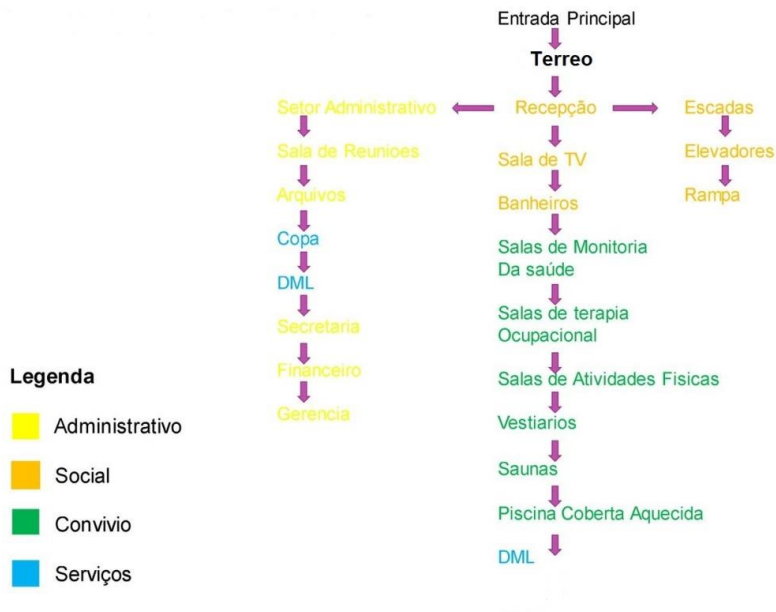 Entrada Principal
Terreo
Setor Administrativo
Recepção
Escadas
Sala de Reunioes
Sala de TV
Elevadores
Arquivos
Banheiros
Rampa
Copa
Salas de Monitoria
Da saúde
DML
Salas de terapia
Ocupacional
Secretaria
Financeiro
Salas de Atividades Fisicas
Gerencia
Vestiarios
Saunas
Piscina Coberta Aquecida
DML
Legenda
Administrativo
Social
Convivio
Serviços